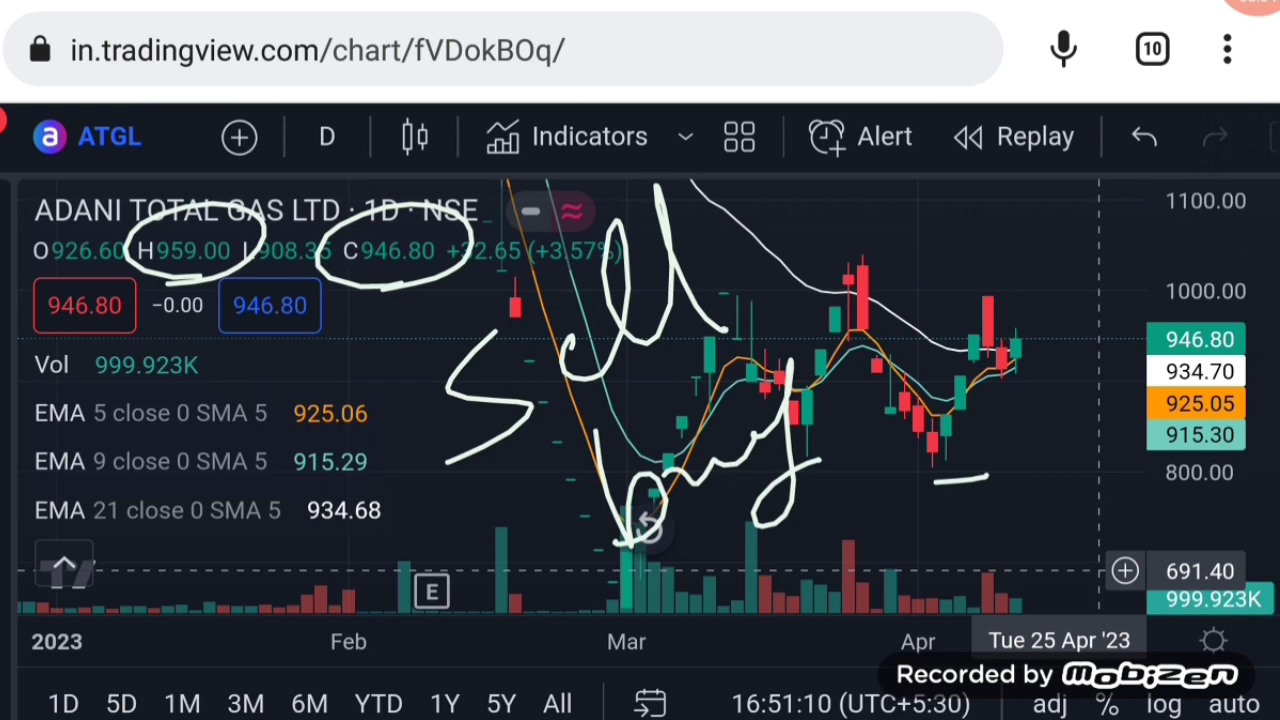 in.tradingview.com/chart/fVDokBOq/ 10
a ATGL D Indicators Alert Replay
ADANI TOTAL GAS LTD · 1D · NSE
O926.60 H959.00 L908.35 C946.80 +32.65 (+3.57%)
946.80 −0.00 946.80
Vol 999.923K
EMA 5 close 0 SMA 5 925.06
EMA 9 close 0 SMA 5 915.29
EMA 21 close 0 SMA 5 934.68
Sell
buy
E
1100.00
1000.00
946.80
934.70
925.05
915.30
800.00
691.40
999.923K
2023 Feb Mar Apr Tue 25 Apr '23
Recorded by mobizen
1D 5D 1M 3M 6M YTD 1Y 5Y All 16:51:10 (UTC+5:30) adj % log auto